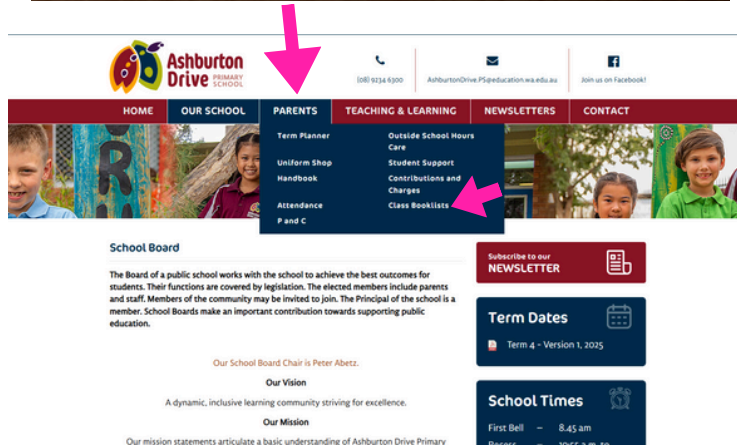 Ashburton
Drive PRIMARY SCHOOL
(08) 9234 6300
AshburtonDrive.PS@education.wa.edu.au
Join us on Facebook!
HOME OUR SCHOOL PARENTS TEACHING & LEARNING NEWSLETTERS CONTACT
Term Planner
Uniform Shop
Handbook
Attendance
P and C
Outside School Hours
Care
Student Support
Contributions and
Charges
Class Booklists
School Board
The Board of a public school works with the school to achieve the best outcomes for
students. Their functions are covered by legislation. The elected members include parents
and staff. Members of the community may be invited to join. The Principal of the school is a
member. School Boards make an important contribution towards supporting public
education.
Our School Board Chair is Peter Abetz.
Our Vision
A dynamic, inclusive learning community striving for excellence.
Our Mission
Our mission statements articulate a basic understanding of Ashburton Drive Primary
Subscribe to our
NEWSLETTER
Term Dates
Term 4 - Version 1, 2025
School Times
First Bell – 8.45 am
Recess – 10:55 a.m. to